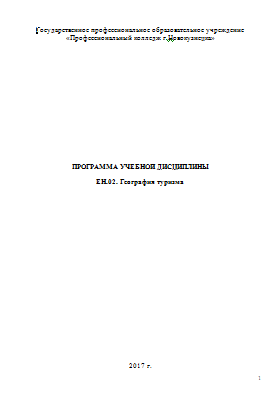 Государственное профессиональное образовательное учреждение
«Профессиональный колледж г.Новокузнецка»
ПРОГРАММА УЧЕБНОЙ ДИСЦИПЛИНЫ
ЕН.02. География туризма
2017 г.
1